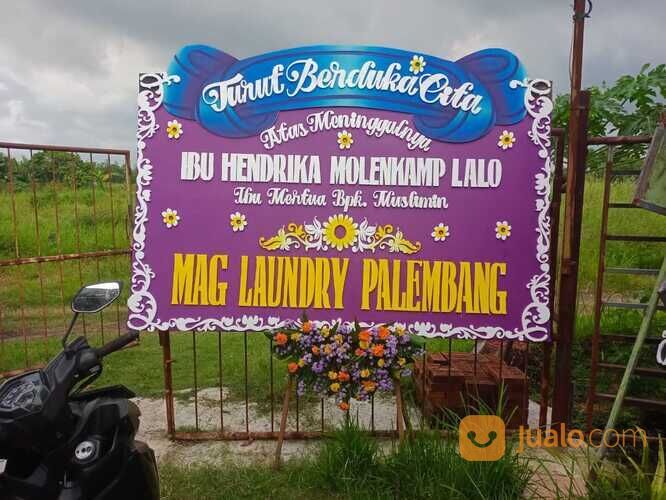 Turut Berduka Cita
Atas Meninggalnya
IBU HENDRIKA MOLENKAMP LALO
Ibu Mertua Bpk. Muslimin
MAG LAUNDRY PALEMBANG
jualo.com